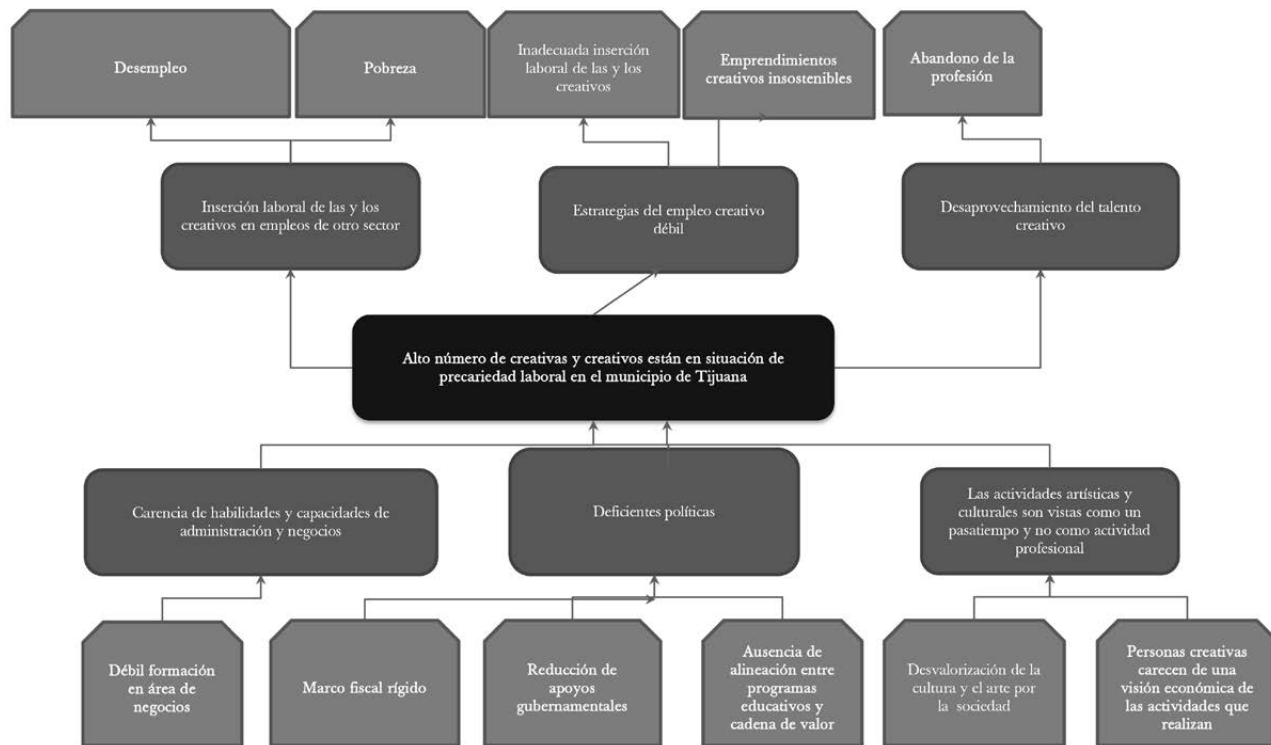 Desempleo
Pobreza
Inadecuada inserción
laboral de las y los
creativos
Emprendimientos
creativos insostenibles
Abandono de la
profesión
Inserción laboral de las y los
creativos en empleos de otro sector
Estrategias del empleo creativo
débil
Desaprovechamiento del talento
creativo
Alto número de creativas y creativos están en situación de
precariedad laboral en el municipio de Tijuana
Carencia de habilidades y capacidades de
administración y negocios
Deficientes políticas
Las actividades artísticas y
culturales son vistas como un
pasatiempo y no como actividad
profesional
Débil formación
en área de
negocios
Marco fiscal rígido
Reducción de
apoyos
gubernamentales
Ausencia de
alineación entre
programas
educativos y
cadena de valor
Desvalorización de la
cultura y el arte por
la sociedad
Personas creativas
carecen de una
visión económica de
las actividades que
realizan